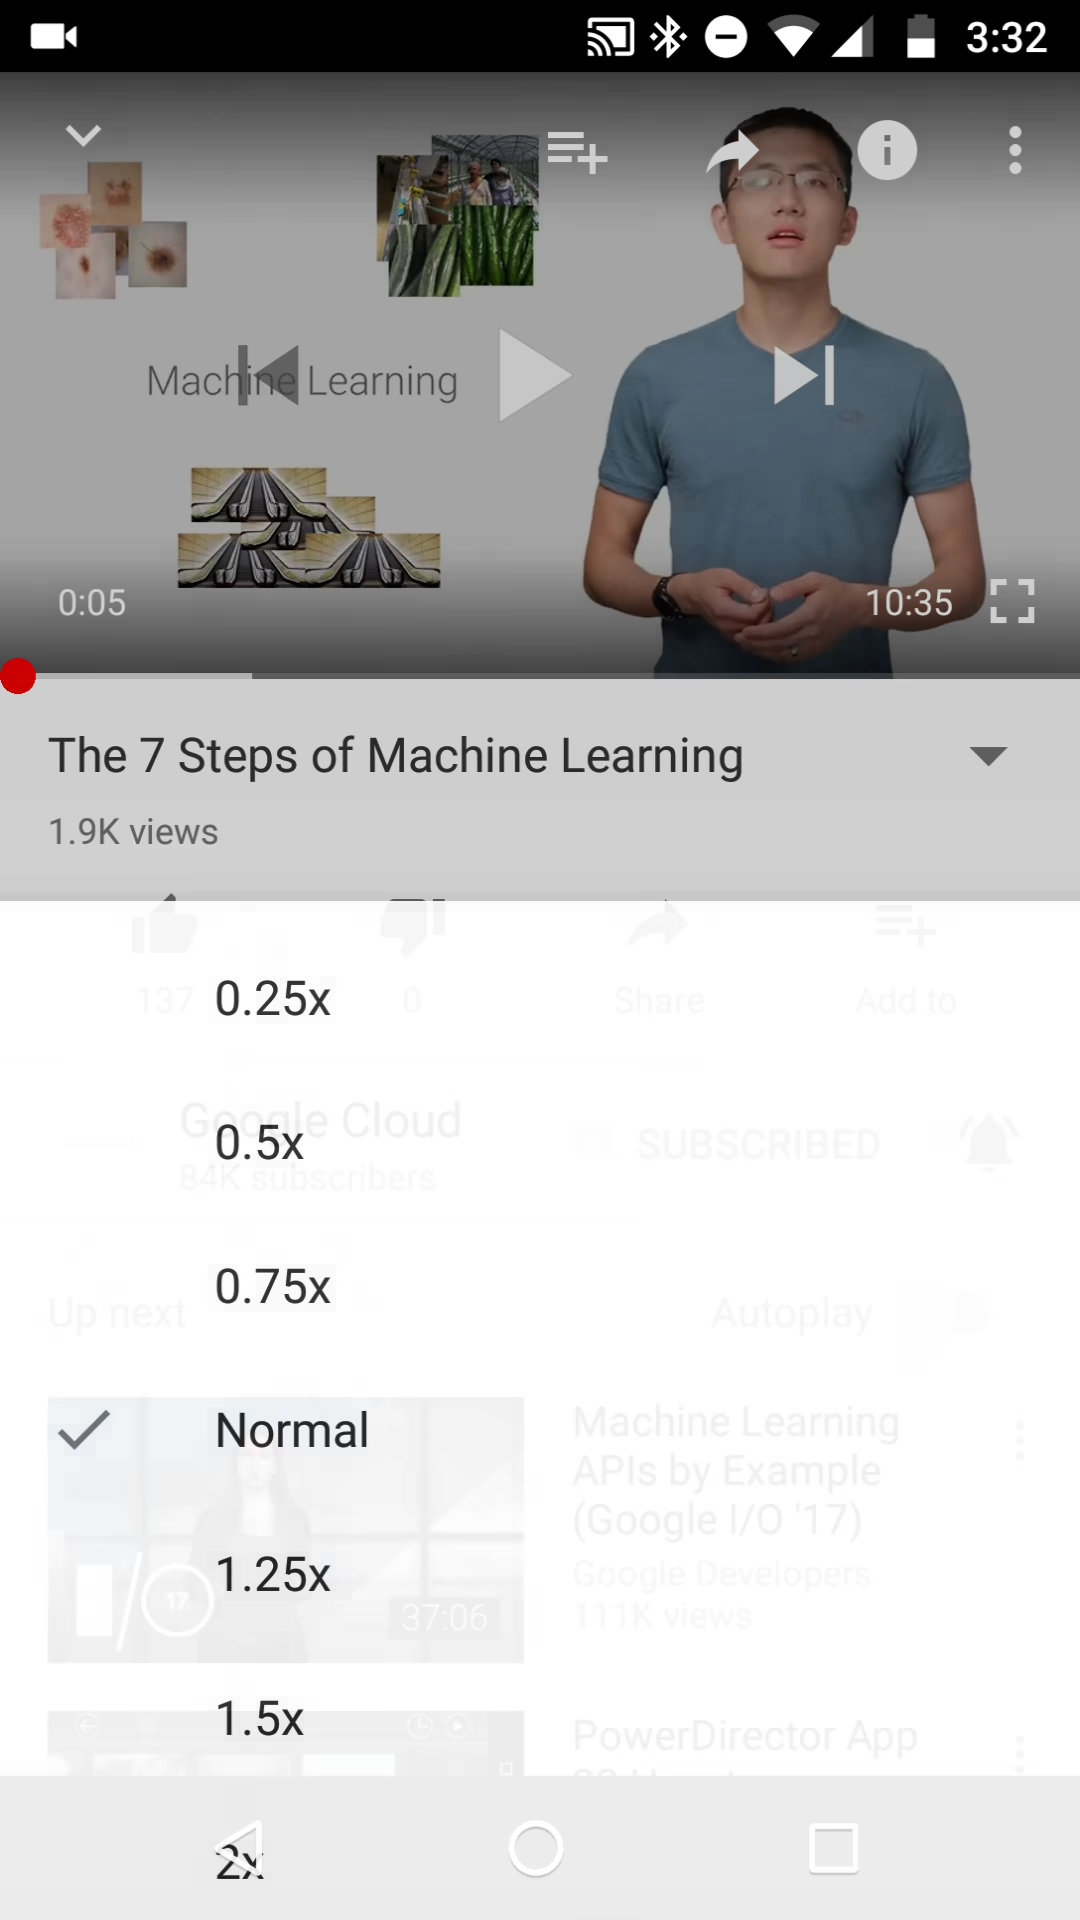 3:32
Machine Learning
0:05
10:35
The 7 Steps of Machine Learning
1.9K views
137
0
Share
Add to
0.25x
Google Cloud
84K subscribers
SUBSCRIBED
0.5x
0.75x
Up next
Autoplay
Normal
Machine Learning
APIs by Example
(Google I/O '17)
Google Developers
111K views
17
37:06
1.25x
1.5x
PowerDirector App
2x